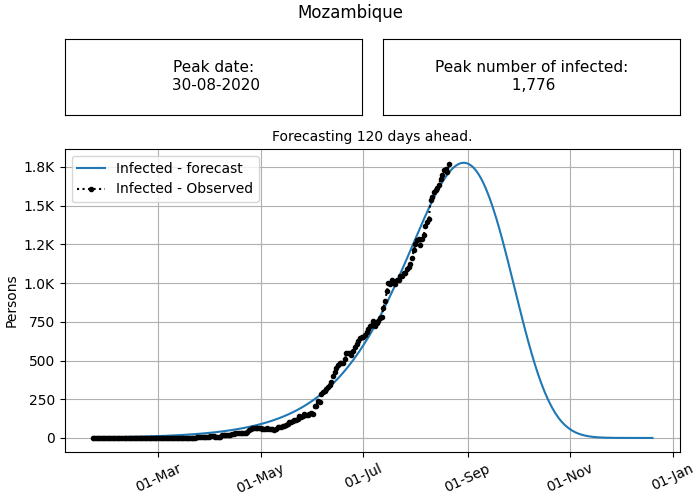 Mozambique
Peak date:
30-08-2020
Peak number of infected:
1,776
Forecasting 120 days ahead.
Infected - forecast
Infected - Observed
Persons
1.8K
1.5K
1.2K
1.0K
750
500
250
0
01-Mar
01-May
01-Jul
01-Sep
01-Nov
01-Jan